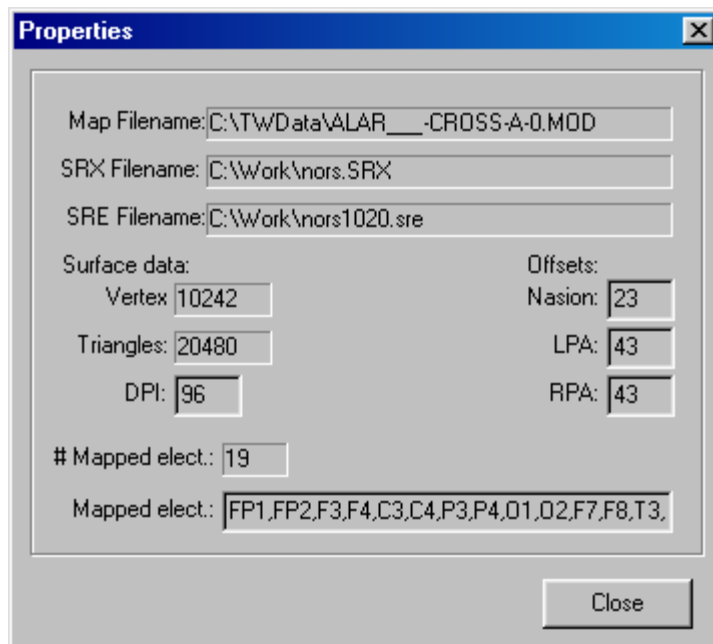 Properties
Map Filename: C:\TWData\ALAR___-CROSS-A-0.MOD
SRX Filename: C:\Work\nors.SRX
SRE Filename: C:\Work\nors1020.sre
Surface data: Offsets:
Vertex 10242 Nasion: 23
Triangles: 20480 LPA: 43
DPI: 96 RPA: 43
# Mapped elect.: 19
Mapped elect.: FP1,FP2,F3,F4,C3,C4,P3,P4,O1,O2,F7,F8,T3,
Close